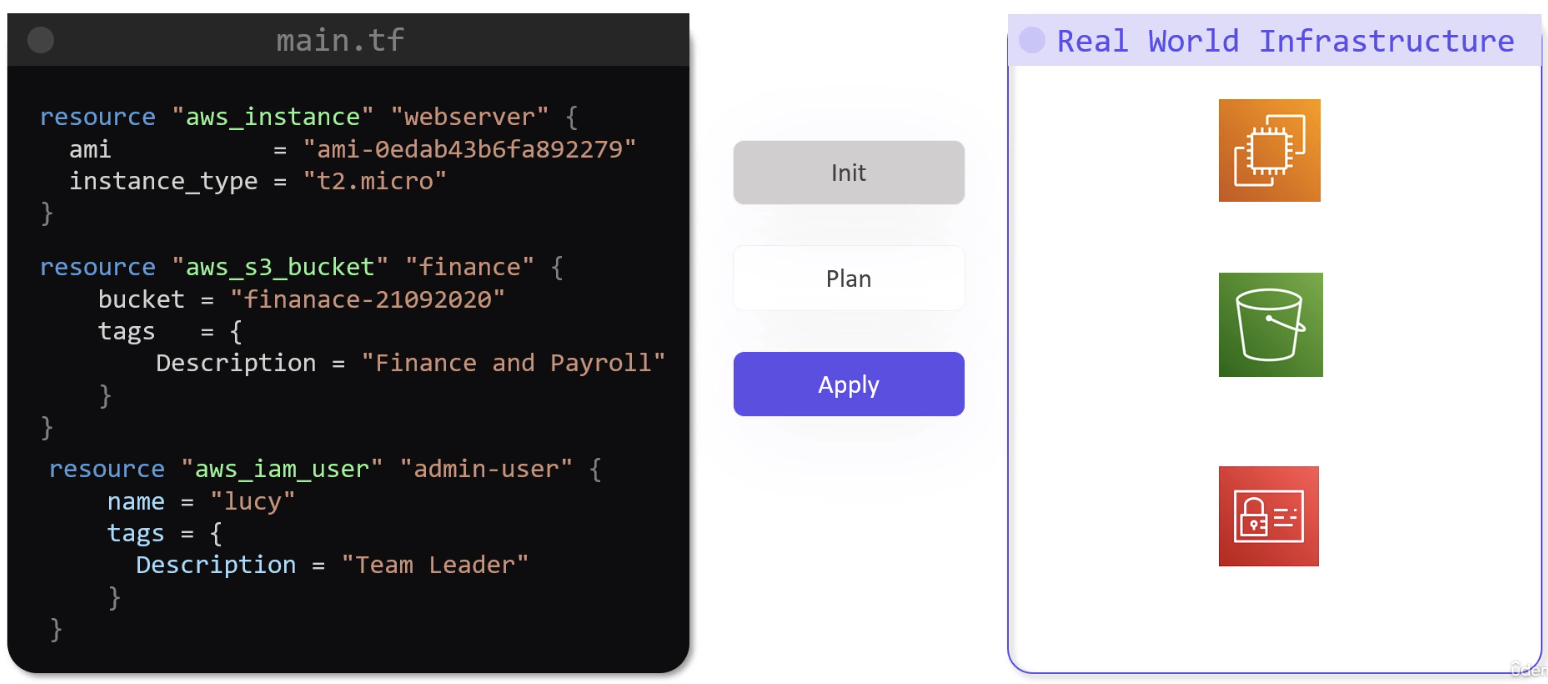 main.tf
resource "aws_instance" "webserver" {
  ami           = "ami-0edab43b6fa892279"
  instance_type = "t2.micro"
}
resource "aws_s3_bucket" "finance" {
    bucket = "finanace-21092020"
    tags   = {
        Description = "Finance and Payroll"
    }
}
resource "aws_iam_user" "admin-user" {
    name = "lucy"
    tags = {
      Description = "Team Leader"
    }
}
Init
Plan
Apply
Real World Infrastructure